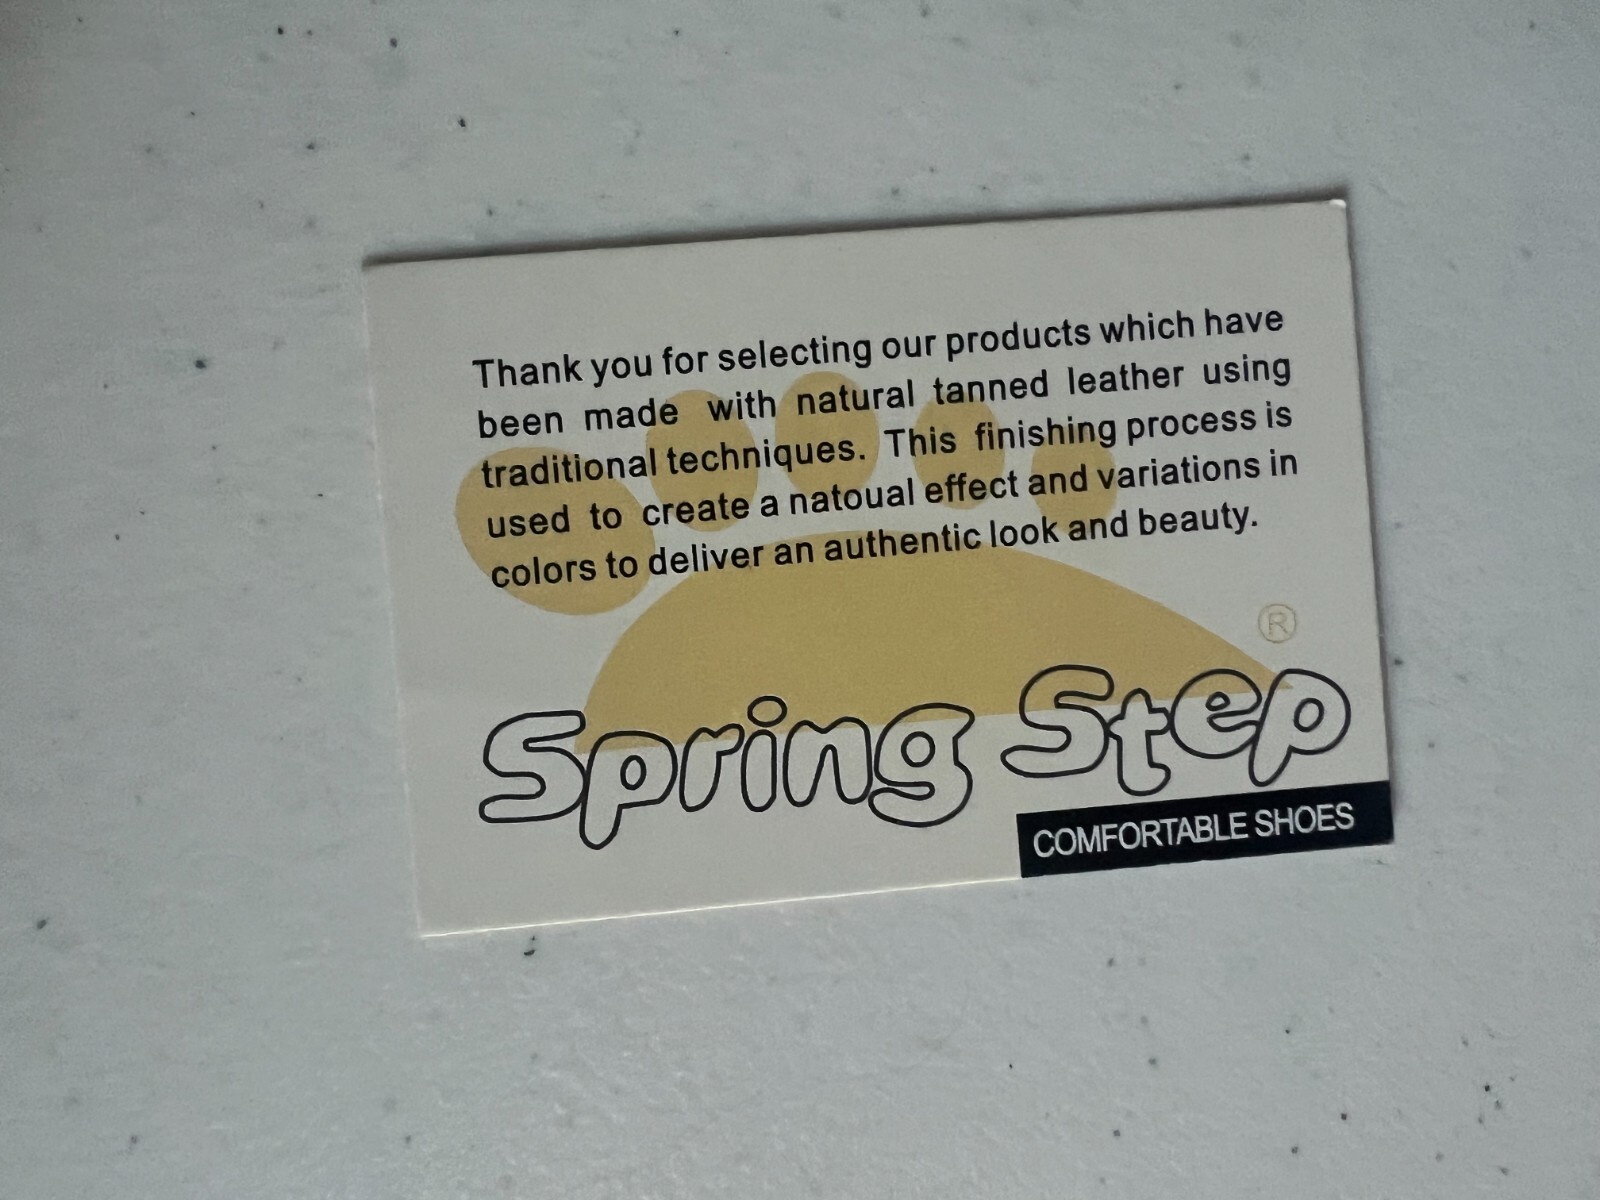 Thank you for selecting our products which have
been made with natural tanned leather using
traditional techniques. This finishing process is
used to create a natoual effect and variations in
colors to deliver an authentic look and beauty.
®
Spring Step
COMFORTABLE SHOES